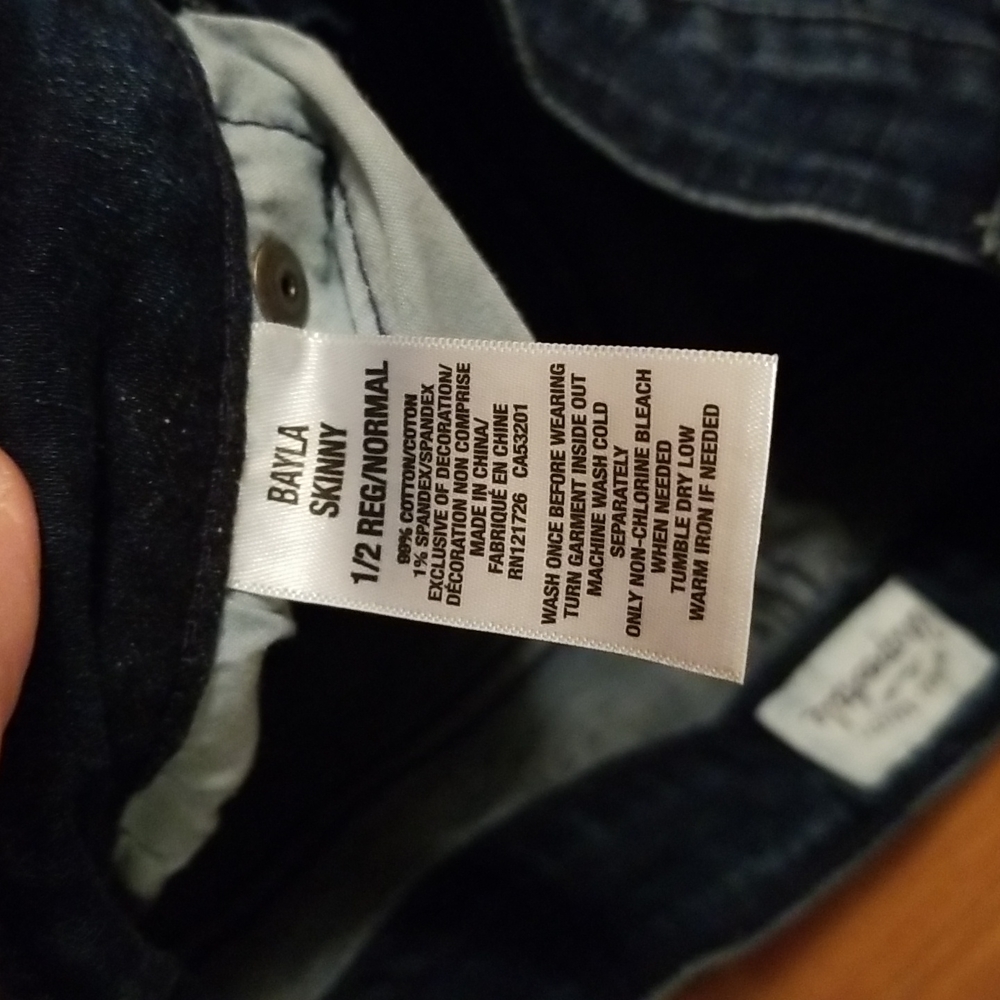 BAYLA
SKINNY
1/2 REG/NORMAL
99% COTTON/COTTON
1% SPANDEX/SPANDEX
EXCLUSIVE OF DECORATION/
DÉCORATION NON COMPRISE
MADE IN CHINA/
FABRIQUÉ EN CHINE
RN121726 CA53201
WASH ONCE BEFORE WEARING
TURN GARMENT INSIDE OUT
MACHINE WASH COLD
SEPARATELY
ONLY NON-CHLORINE BLEACH
WHEN NEEDED
TUMBLE DRY LOW
WARM IRON IF NEEDED